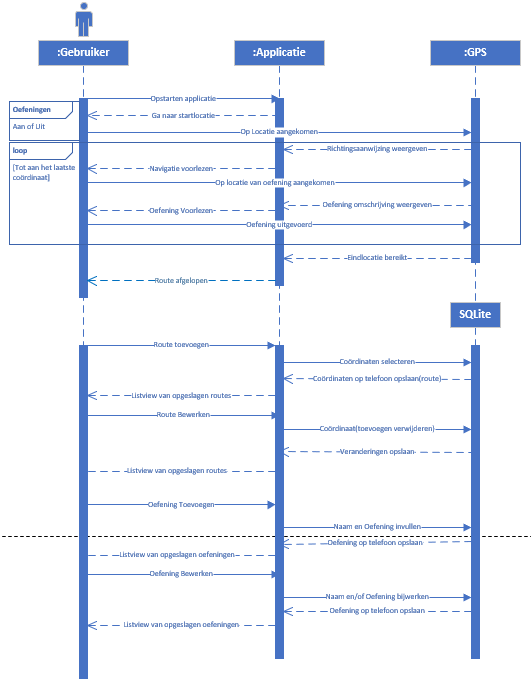 :Gebruiker
:Applicatie
:GPS
Opstarten applicatie
Oefeningen
Ga naar startlocatie
Aan of Uit
Op Locatie aangekomen
loop
Richtingsaanwijzing weergeven
[Tot aan het laatste
coördinaat]
Navigatie voorlezen
Op locatie van oefening aangekomen
Oefening omschrijving weergeven
Oefening Voorlezen
Oefening uitgevoerd
Eindlocatie bereikt
Route afgelopen
SQLite
Route toevoegen
Coördinaten selecteren
Coördinaten op telefoon opslaan(route)
Listview van opgeslagen routes
Route Bewerken
Coördinaat(toevoegen verwijderen)
Veranderingen opslaan
Listview van opgeslagen routes
Oefening Toevoegen
Naam en Oefening invullen
Oefening op telefoon opslaan
Listview van opgeslagen oefeningen
Oefening Bewerken
Naam en/of Oefening bijwerken
Oefening op telefoon opslaan
Listview van opgeslagen oefeningen